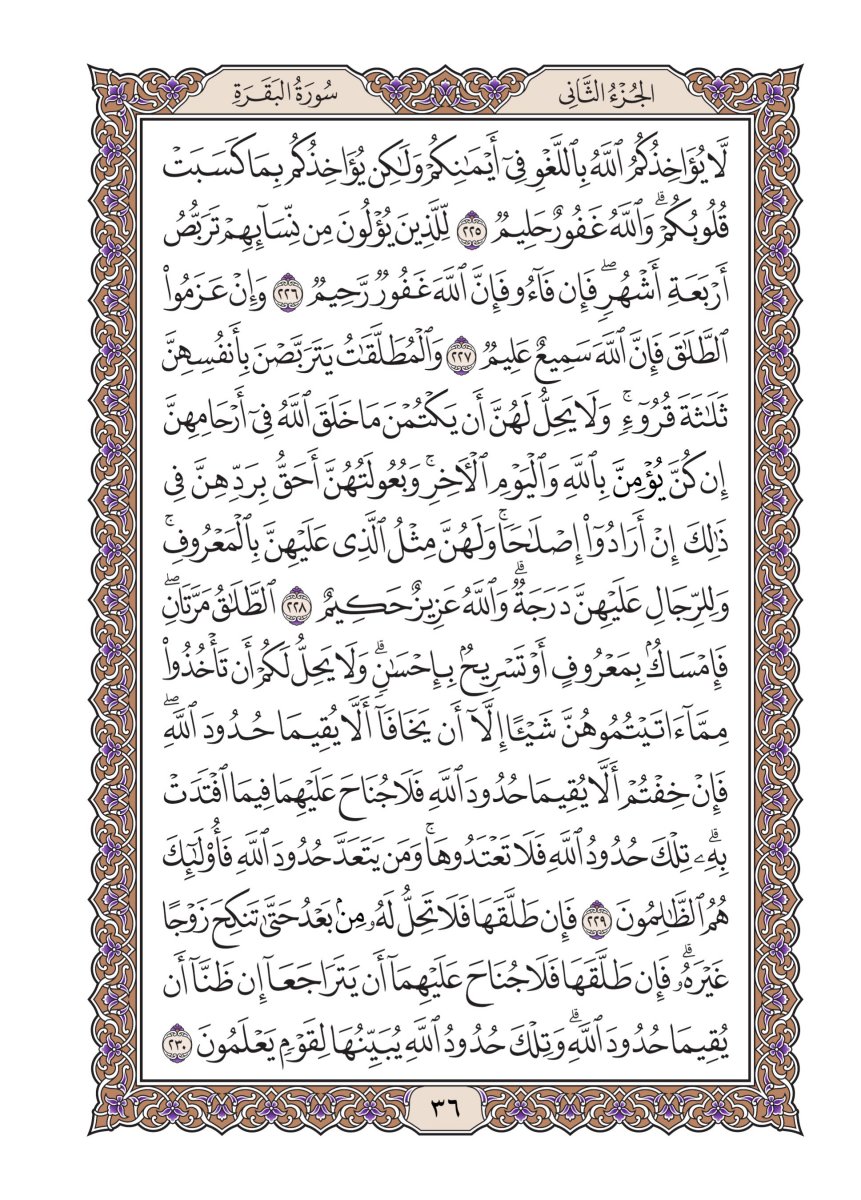 الجُزْءُ الثَّانِي
سُورَةُ البَقَرَةِ
لَّا يُؤَاخِذُكُمُ ٱللَّهُ بِٱللَّغْوِ فِيٓ أَيْمَٰنِكُمْ وَلَٰكِن يُؤَاخِذُكُم بِمَا كَسَبَتْ
قُلُوبُكُمْۗ وَٱللَّهُ غَفُورٌ حَلِيمٌ ٢٢٥ لِّلَّذِينَ يُؤْلُونَ مِن نِّسَآئِهِمْ تَرَبُّصُ
أَرْبَعَةِ أَشْهُرٍۖ فَإِن فَآءُو فَإِنَّ ٱللَّهَ غَفُورٌ رَّحِيمٌ ٢٢٦ وَإِنْ عَزَمُوا۟
ٱلطَّلَٰقَ فَإِنَّ ٱللَّهَ سَمِيعٌ عَلِيمٌ ٢٢٧ وَٱلْمُطَلَّقَٰتُ يَتَرَبَّصْنَ بِأَنفُسِهِنَّ
ثَلَٰثَةَ قُرُوٓءٍۚ وَلَا يَحِلُّ لَهُنَّ أَن يَكْتُمْنَ مَا خَلَقَ ٱللَّهُ فِيٓ أَرْحَامِهِنَّ
إِن كُنَّ يُؤْمِنَّ بِٱللَّهِ وَٱلْيَوْمِ ٱلْأٓخِرِۚ وَبُعُولَتُهُنَّ أَحَقُّ بِرَدِّهِنَّ فِي
ذَٰلِكَ إِنْ أَرَادُوٓا۟ إِصْلَٰحًاۚ وَلَهُنَّ مِثْلُ ٱلَّذِي عَلَيْهِنَّ بِٱلْمَعْرُوفِۚ
وَلِلرِّجَالِ عَلَيْهِنَّ دَرَجَةٌۗ وَٱللَّهُ عَزِيزٌ حَكِيمٌ ٢٢٨ ٱلطَّلَٰقُ مَرَّتَانِۖ
فَإِمْسَاكٌۢ بِمَعْرُوفٍ أَوْ تَسْرِيحٌۢ بِإِحْسَٰنٍۗ وَلَا يَحِلُّ لَكُمْ أَن تَأْخُذُوا۟
مِمَّآ ءَاتَيْتُمُوهُنَّ شَيْـًٔا إِلَّآ أَن يَخَافَآ أَلَّا يُقِيمَا حُدُودَ ٱللَّهِۖ
فَإِنْ خِفْتُمْ أَلَّا يُقِيمَا حُدُودَ ٱللَّهِ فَلَا جُنَاحَ عَلَيْهِمَا فِيمَا ٱفْتَدَتْ
بِهِۦۗ تِلْكَ حُدُودُ ٱللَّهِ فَلَا تَعْتَدُوهَاۚ وَمَن يَتَعَدَّ حُدُودَ ٱللَّهِ فَأُو۟لَٰٓئِكَ
هُمُ ٱلظَّٰلِمُونَ ٢٢٩ فَإِن طَلَّقَهَا فَلَا تَحِلُّ لَهُۥ مِنۢ بَعْدُ حَتَّىٰ تَنكِحَ زَوْجًا
غَيْرَهُۥۗ فَإِن طَلَّقَهَا فَلَا جُنَاحَ عَلَيْهِمَآ أَن يَتَرَاجَعَآ إِن ظَنَّآ أَن
يُقِيمَا حُدُودَ ٱللَّهِۗ وَتِلْكَ حُدُودُ ٱللَّهِ يُبَيِّنُهَا لِقَوْمٍ يَعْلَمُونَ ٢٣٠
٣٦